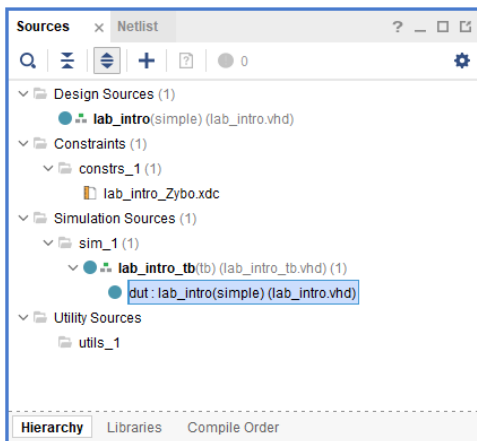 Sources × Netlist ? _
0
Design Sources (1)
lab_intro(simple) (lab_intro.vhd)
Constraints (1)
constrs_1 (1)
lab_intro_Zybo.xdc
Simulation Sources (1)
sim_1 (1)
lab_intro_tb(tb) (lab_intro_tb.vhd) (1)
dut : lab_intro(simple) (lab_intro.vhd)
Utility Sources
utils_1
Hierarchy Libraries Compile Order